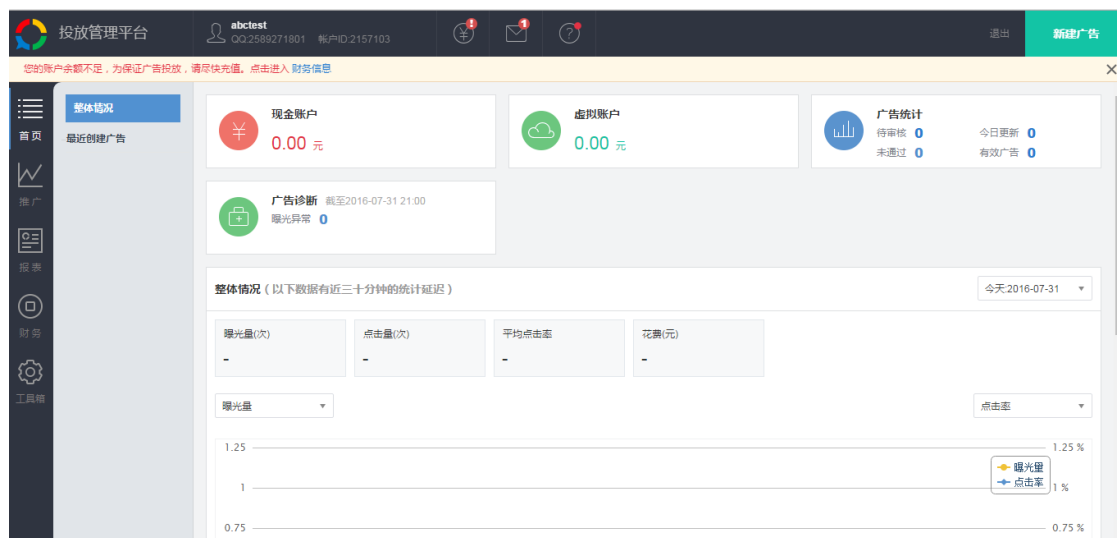 投放管理平台
abctest
QQ:2589271801 帐户ID:2157103
1
退出
新建广告
您的账户余额不足，为保证广告投放，请尽快充值。点击进入 财务信息
首页
推广
报表
财务
工具箱
整体情况
最近创建广告
现金账户
0.00 元
虚拟账户
0.00 元
广告统计
待审核 0 今日更新 0
未通过 0 有效广告 0
广告诊断 截至2016-07-31 21:00
曝光异常 0
整体情况（以下数据有近三十分钟的统计延迟）
今天:2016-07-31
曝光量(次) 点击量(次) 平均点击率 花费(元)
- - - -
曝光量
点击率
1.25 1.25 %
曝光量
点击率
1 1 %
0.75 0.75 %